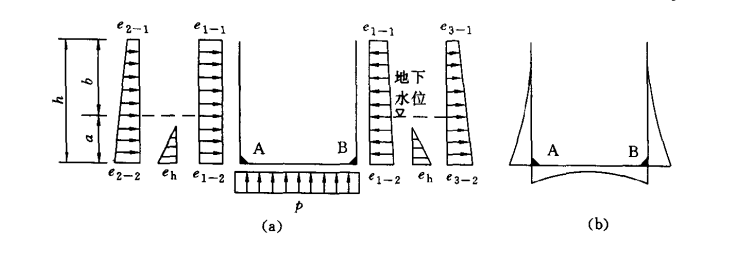 e₂₋₁ e₁₋₁ e₁₋₁ e₃₋₁
h b a
地下
水位
A B
e₂₋₂ eₕ e₁₋₂ e₁₋₂ eₕ e₃₋₂
p
(a)
A B
(b)